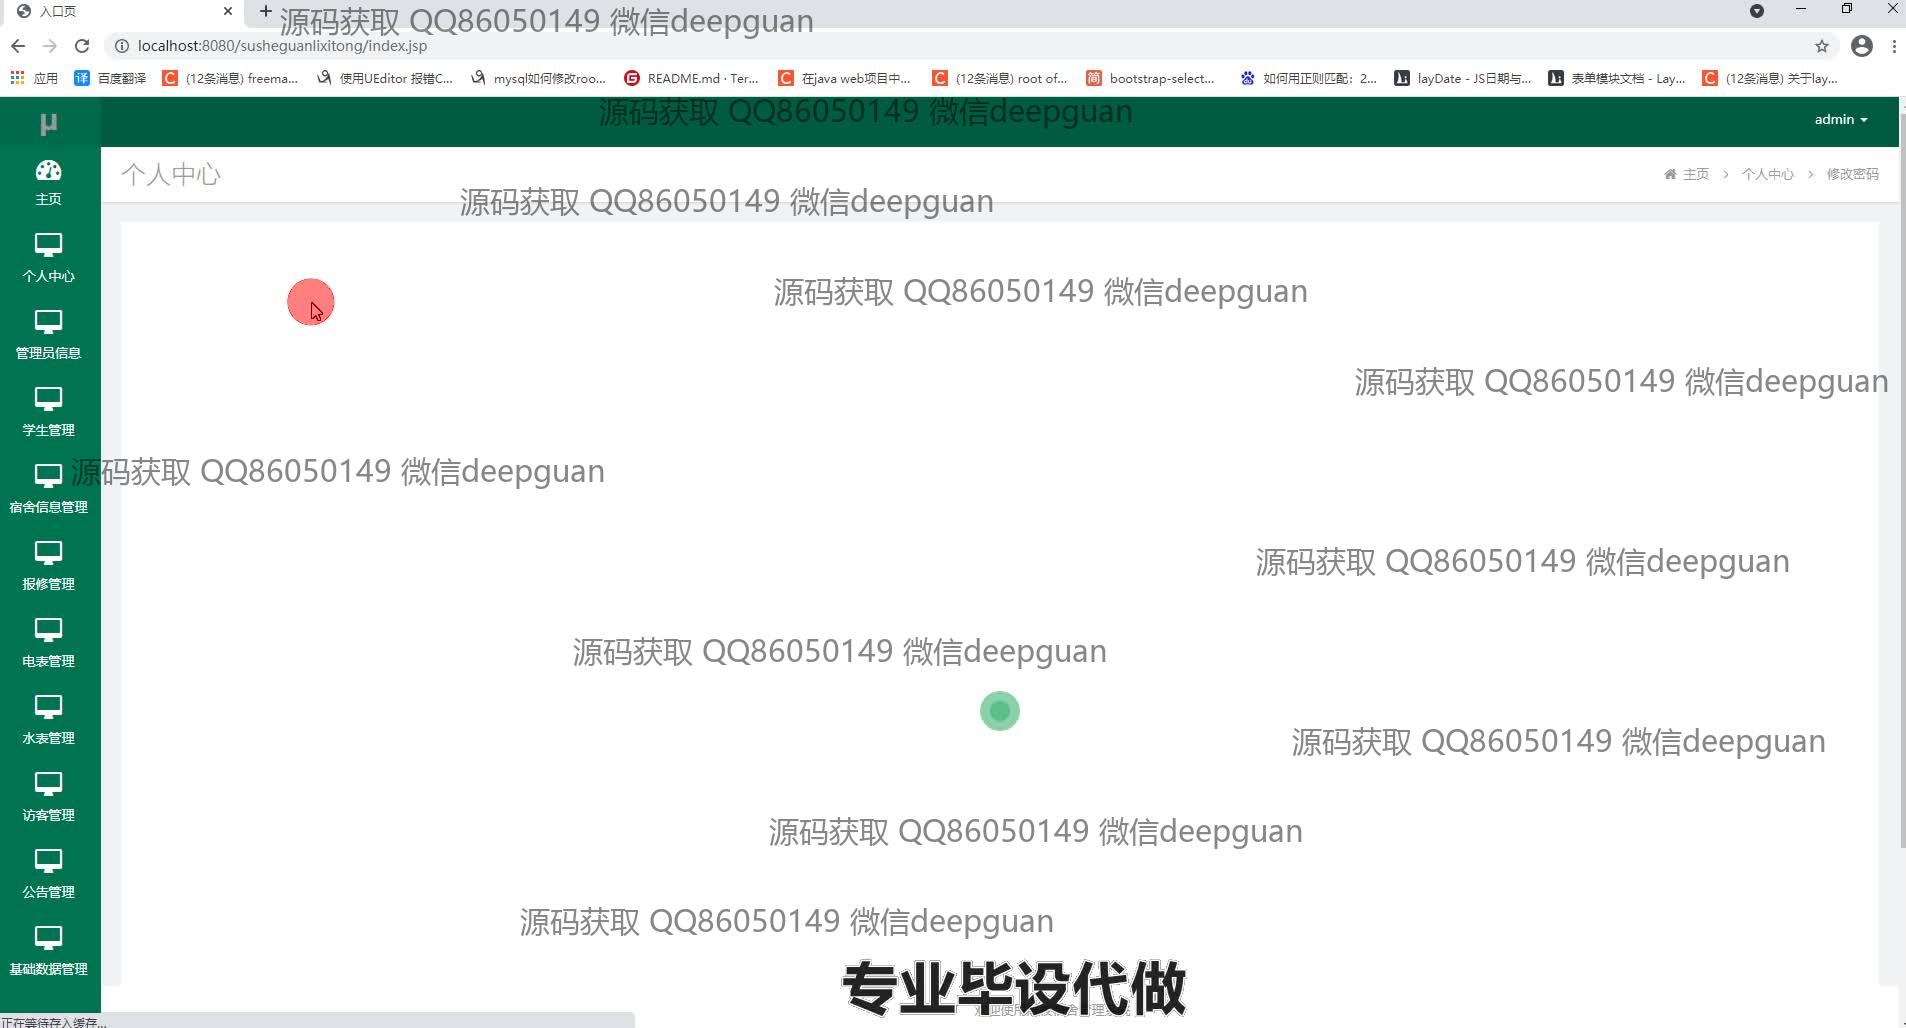 入口页
源码获取 QQ86050149 微信deepguan
localhost:8080/susheguanlixitong/index.jsp
应用
百度翻译
(12条消息) freema...
使用UEditor 报错C...
mysql如何修改roo...
README.md · Ter...
在java web项目中...
(12条消息) root of...
bootstrap-select...
如何用正则匹配：2...
layDate - JS日期与...
表单模块文档 - Lay...
(12条消息) 关于lay...
源码获取 QQ86050149 微信deepguan
admin
μ
个人中心
主页 > 个人中心 > 修改密码
主页
源码获取 QQ86050149 微信deepguan
个人中心
源码获取 QQ86050149 微信deepguan
管理员信息
源码获取 QQ86050149 微信deepguan
学生管理
源码获取 QQ86050149 微信deepguan
宿舍信息管理
源码获取 QQ86050149 微信deepguan
报修管理
源码获取 QQ86050149 微信deepguan
电表管理
水表管理
源码获取 QQ86050149 微信deepguan
访客管理
源码获取 QQ86050149 微信deepguan
公告管理
源码获取 QQ86050149 微信deepguan
基础数据管理
专业毕设代做
正在等待存入缓存...